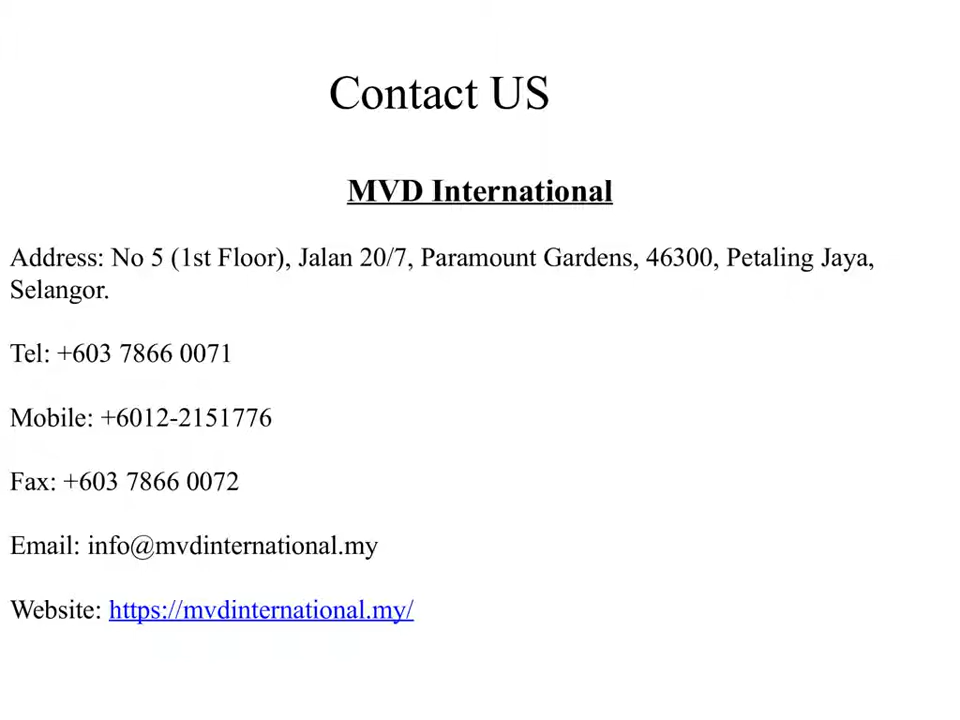 Contact US
MVD International
Address: No 5 (1st Floor), Jalan 20/7, Paramount Gardens, 46300, Petaling Jaya,
Selangor.
Tel: +603 7866 0071
Mobile: +6012-2151776
Fax: +603 7866 0072
Email: info@mvdinternational.my
Website: https://mvdinternational.my/